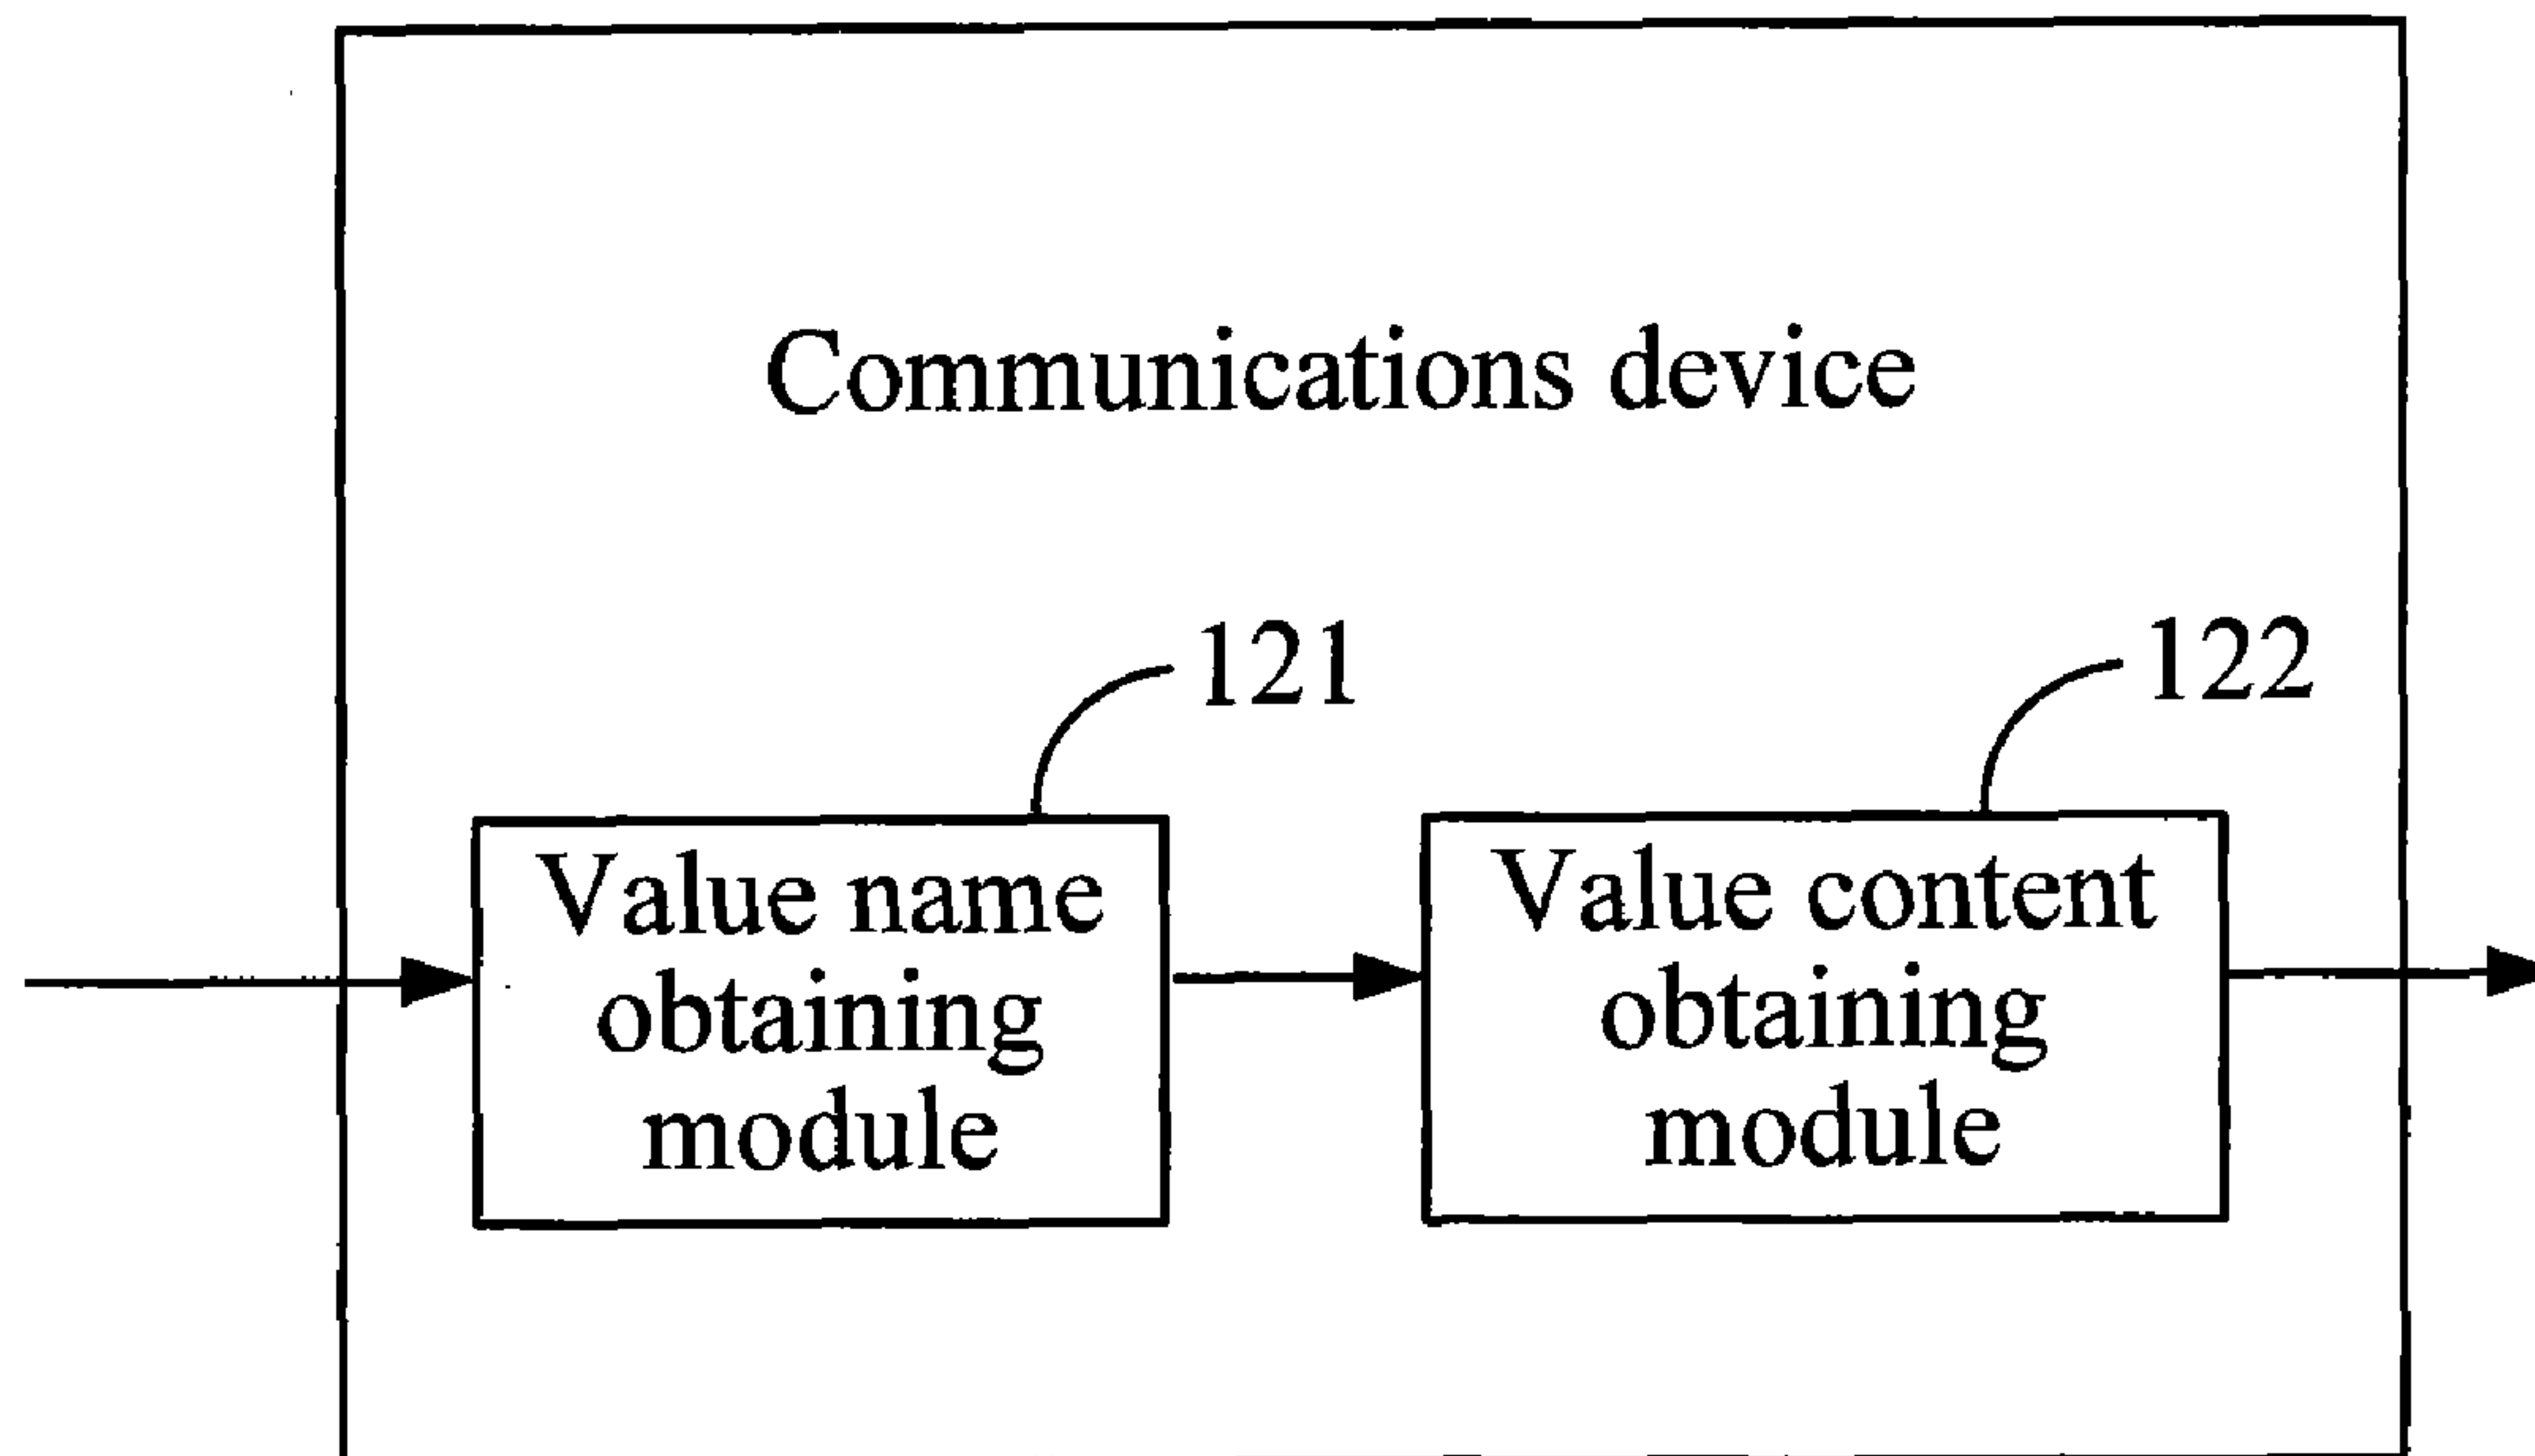 Communications device
121
122
Value name
obtaining
module
Value content
obtaining
module